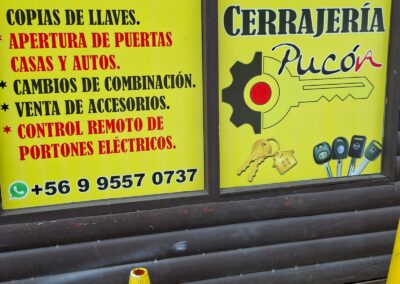 COPIAS DE LLAVES.
* APERTURA DE PUERTAS
CASAS Y AUTOS.
* CAMBIOS DE COMBINACIÓN.
* VENTA DE ACCESORIOS.
* CONTROL REMOTO DE
PORTONES ELÉCTRICOS.
+56 9 9557 0737
CERRAJERÍA
Pucón